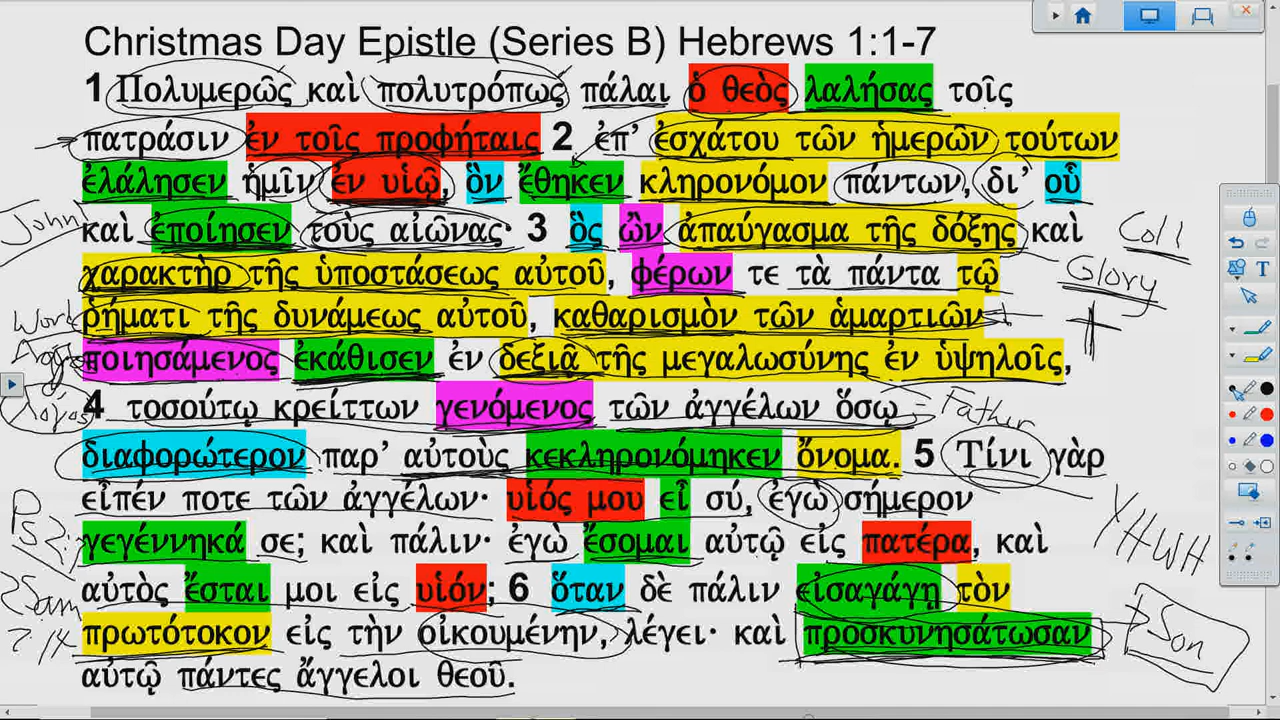 Christmas Day Epistle (Series B) Hebrews 1:1-7
1 Πολυμερῶς καὶ πολυτρόπως πάλαι ὁ θεὸς λαλήσας τοῖς
πατράσιν ἐν τοῖς προφήταις 2 ἐπ’ ἐσχάτου τῶν ἡμερῶν τούτων
ἐλάλησεν ἡμῖν ἐν υἱῷ, ὃν ἔθηκεν κληρονόμον πάντων, δι’ οὗ
John
καὶ ἐποίησεν τοὺς αἰῶνας· 3 ὃς ὢν ἀπαύγασμα τῆς δόξης καὶ
Col 1
χαρακτὴρ τῆς ὑποστάσεως αὐτοῦ, φέρων τε τὰ πάντα τῷ
Glory
Word
ῥήματι τῆς δυνάμεως αὐτοῦ, καθαρισμὸν τῶν ἁμαρτιῶν
ποιησάμενος ἐκάθισεν ἐν δεξιᾷ τῆς μεγαλωσύνης ἐν ὑψηλοῖς,
λόγος
4 τοσούτῳ κρείττων γενόμενος τῶν ἀγγέλων ὅσῳ
Father
διαφορώτερον παρ’ αὐτοὺς κεκληρονόμηκεν ὄνομα. 5 Τίνι γὰρ
εἶπέν ποτε τῶν ἀγγέλων· υἱός μου εἶ σύ, ἐγὼ σήμερον
YHWH
Ps 2:7
γεγέννηκά σε; καὶ πάλιν· ἐγὼ ἔσομαι αὐτῷ εἰς πατέρα, καὶ
αὐτὸς ἔσται μοι εἰς υἱόν; 6 ὅταν δὲ πάλιν εἰσαγάγῃ τὸν
2 Sam
7:14
πρωτότοκον εἰς τὴν οἰκουμένην, λέγει· καὶ προσκυνησάτωσαν
Son
αὐτῷ πάντες ἄγγελοι θεοῦ.